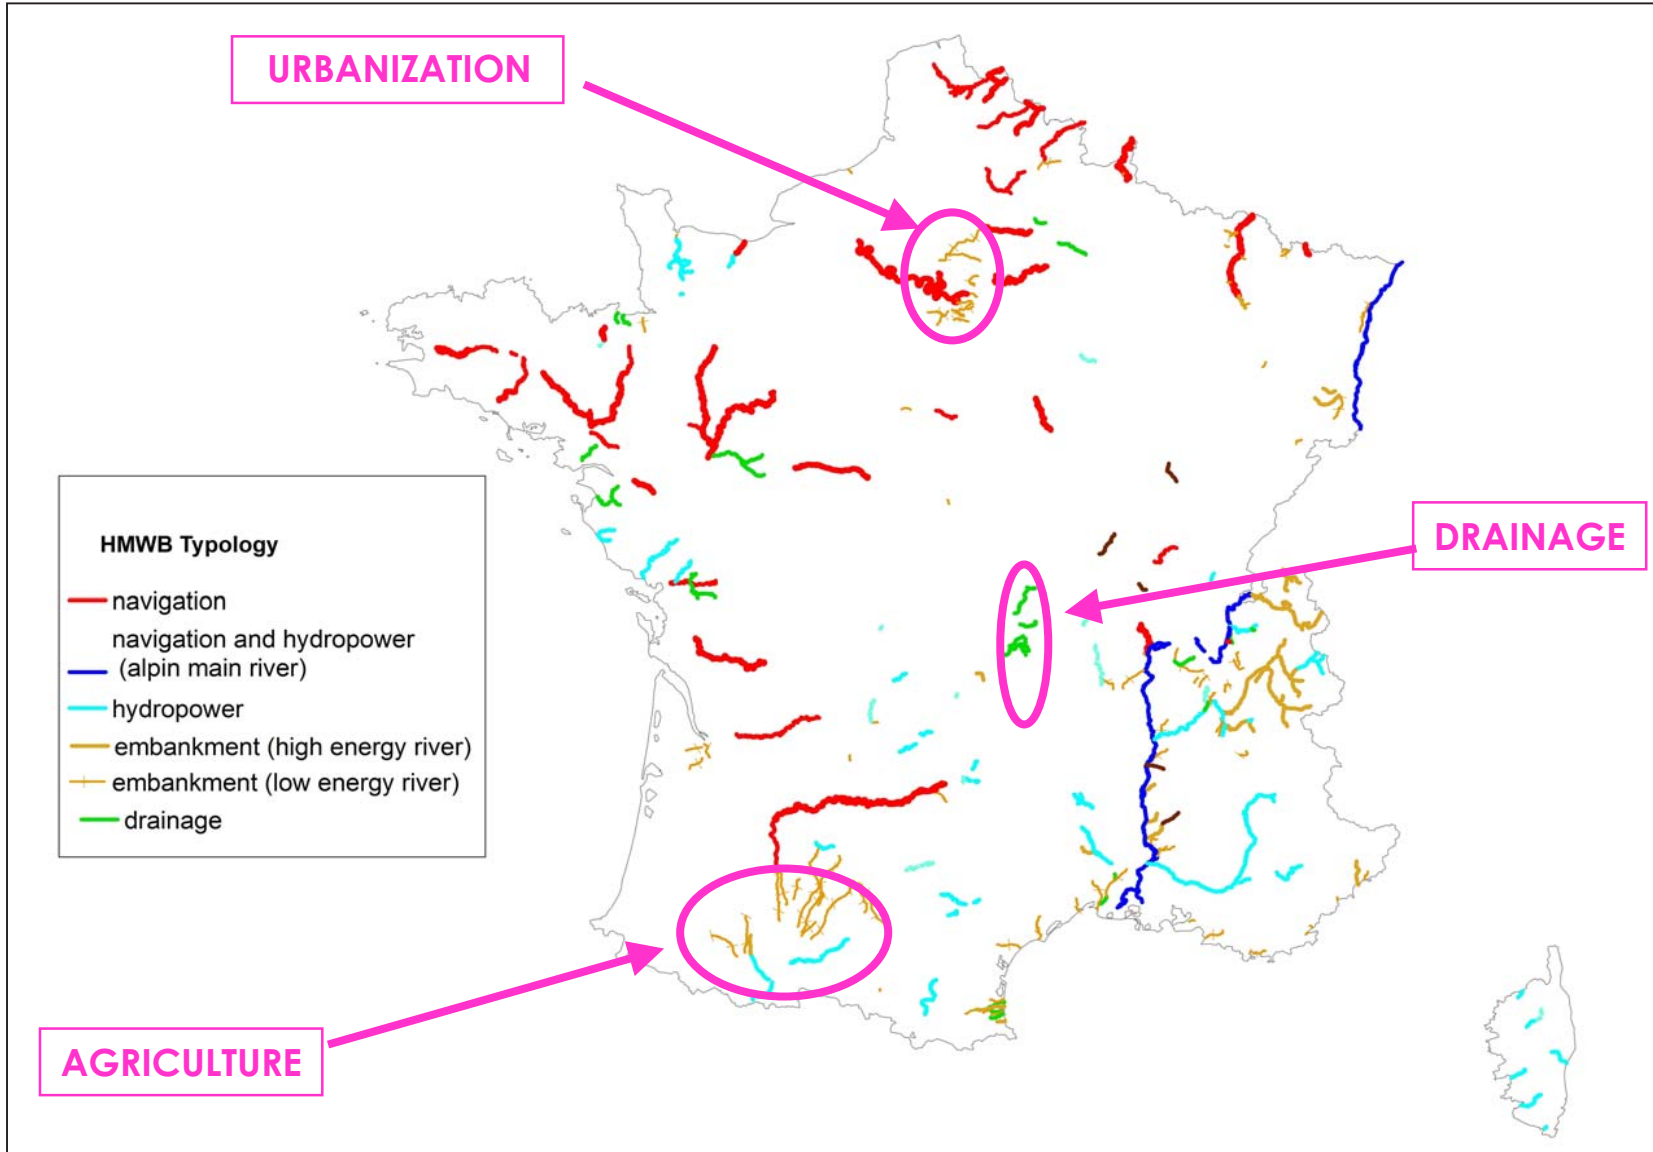 URBANIZATION
DRAINAGE
HMWB Typology
navigation
navigation and hydropower
(alpin main river)
hydropower
embankment (high energy river)
embankment (low energy river)
drainage
AGRICULTURE